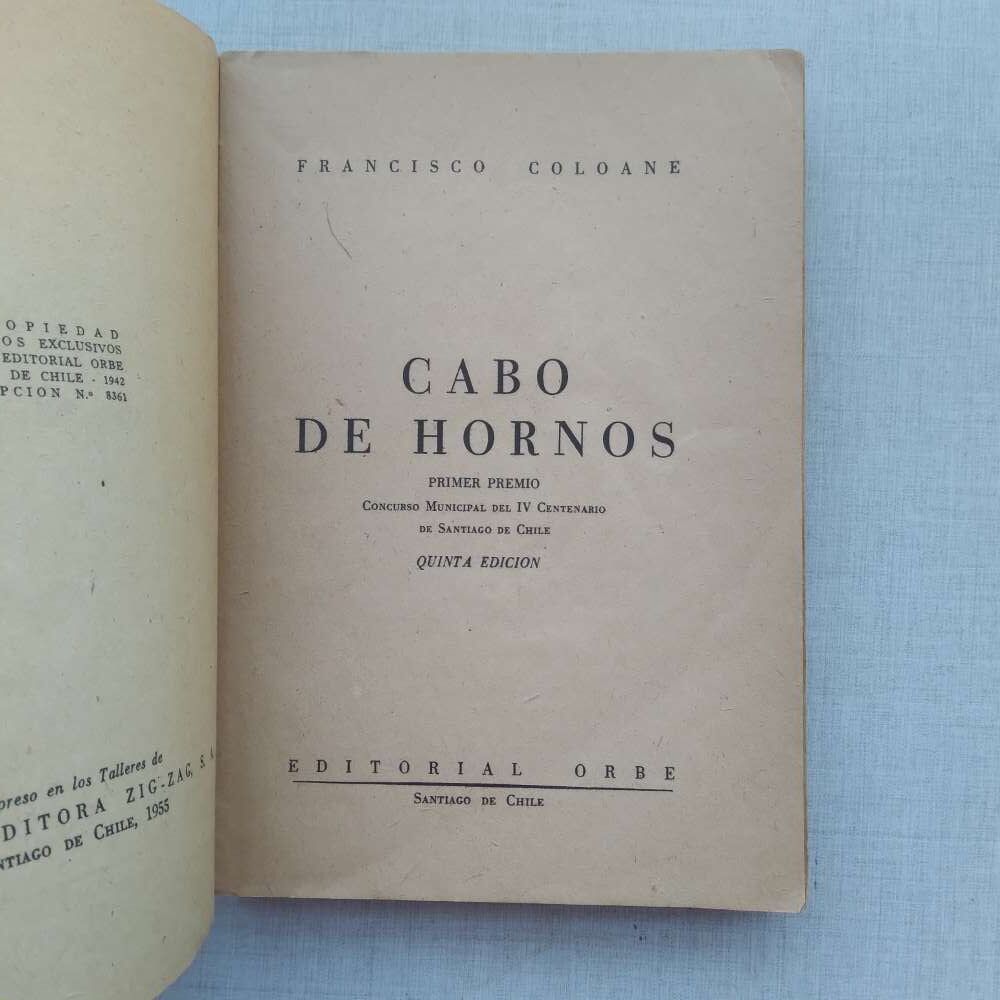 OPIEDAD
OS EXCLUSIVOS
EDITORIAL ORBE
DE CHILE - 1942
PCION N.º 8361
preso en los Talleres de
DITORA ZIG-ZAG, S. A.
NTIAGO DE CHILE, 1955
FRANCISCO COLOANE
CABO
DE HORNOS
PRIMER PREMIO
CONCURSO MUNICIPAL DEL IV CENTENARIO
DE SANTIAGO DE CHILE
QUINTA EDICION
EDITORIAL ORBE
SANTIAGO DE CHILE